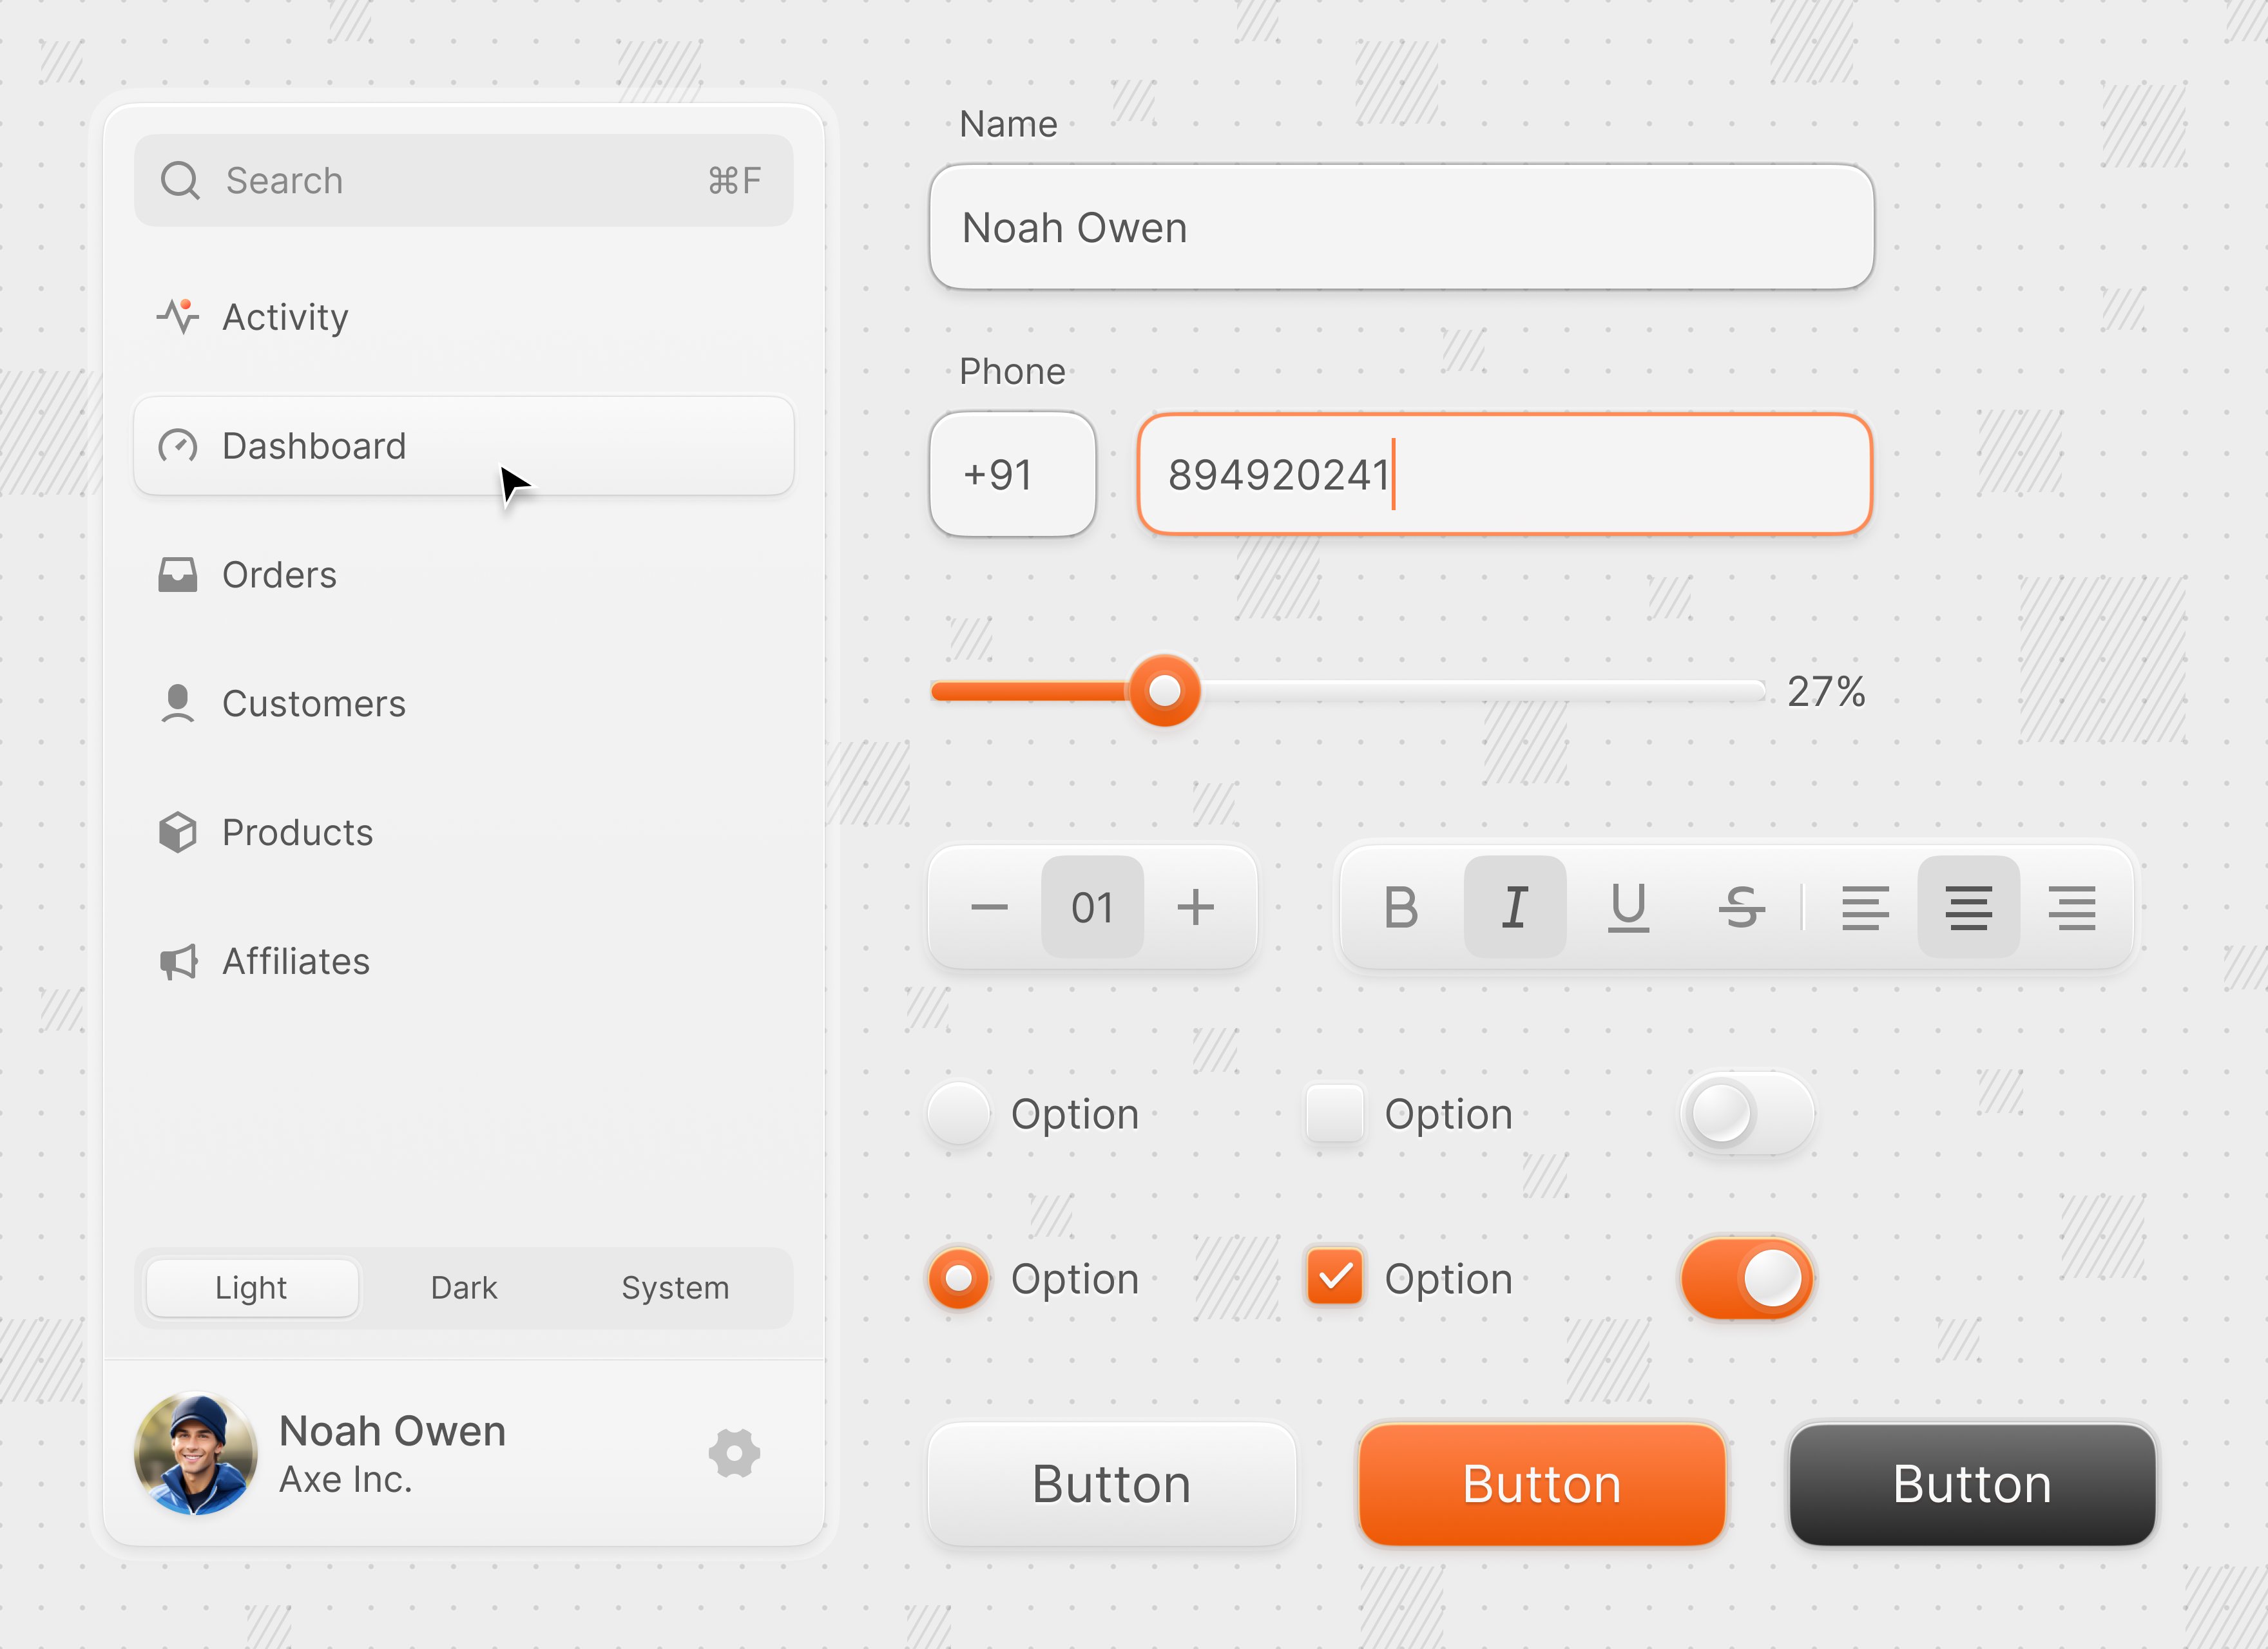 Search ⌘F
Activity
Dashboard
Orders
Customers
Products
Affiliates
Light Dark System
Noah Owen
Axe Inc.
Name
Noah Owen
Phone
+91 894920241
27%
01 B I U S
Option Option
Option Option
Button Button Button